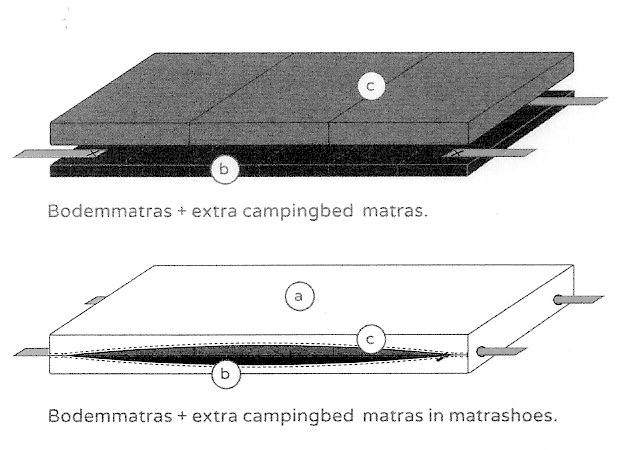 c
b
Bodemmatras + extra campingbed matras.
a
c
b
Bodemmatras + extra campingbed matras in matrashoes.